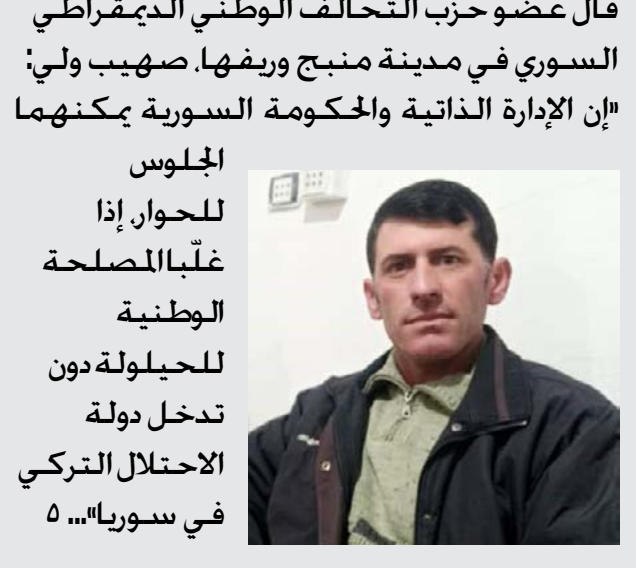 قال عضو حزب التحالف الوطني الديمقراطي
السوري في مدينة منبج وريفها، صهيب ولي:
"إن الإدارة الذاتية والحكومة السورية يمكنهما
الجلوس
للحوار، إذا
غلّبا المصلحة
الوطنية
للحيلولة دون
تدخل دولة
الاحتلال التركي
في سوريا"... ٥